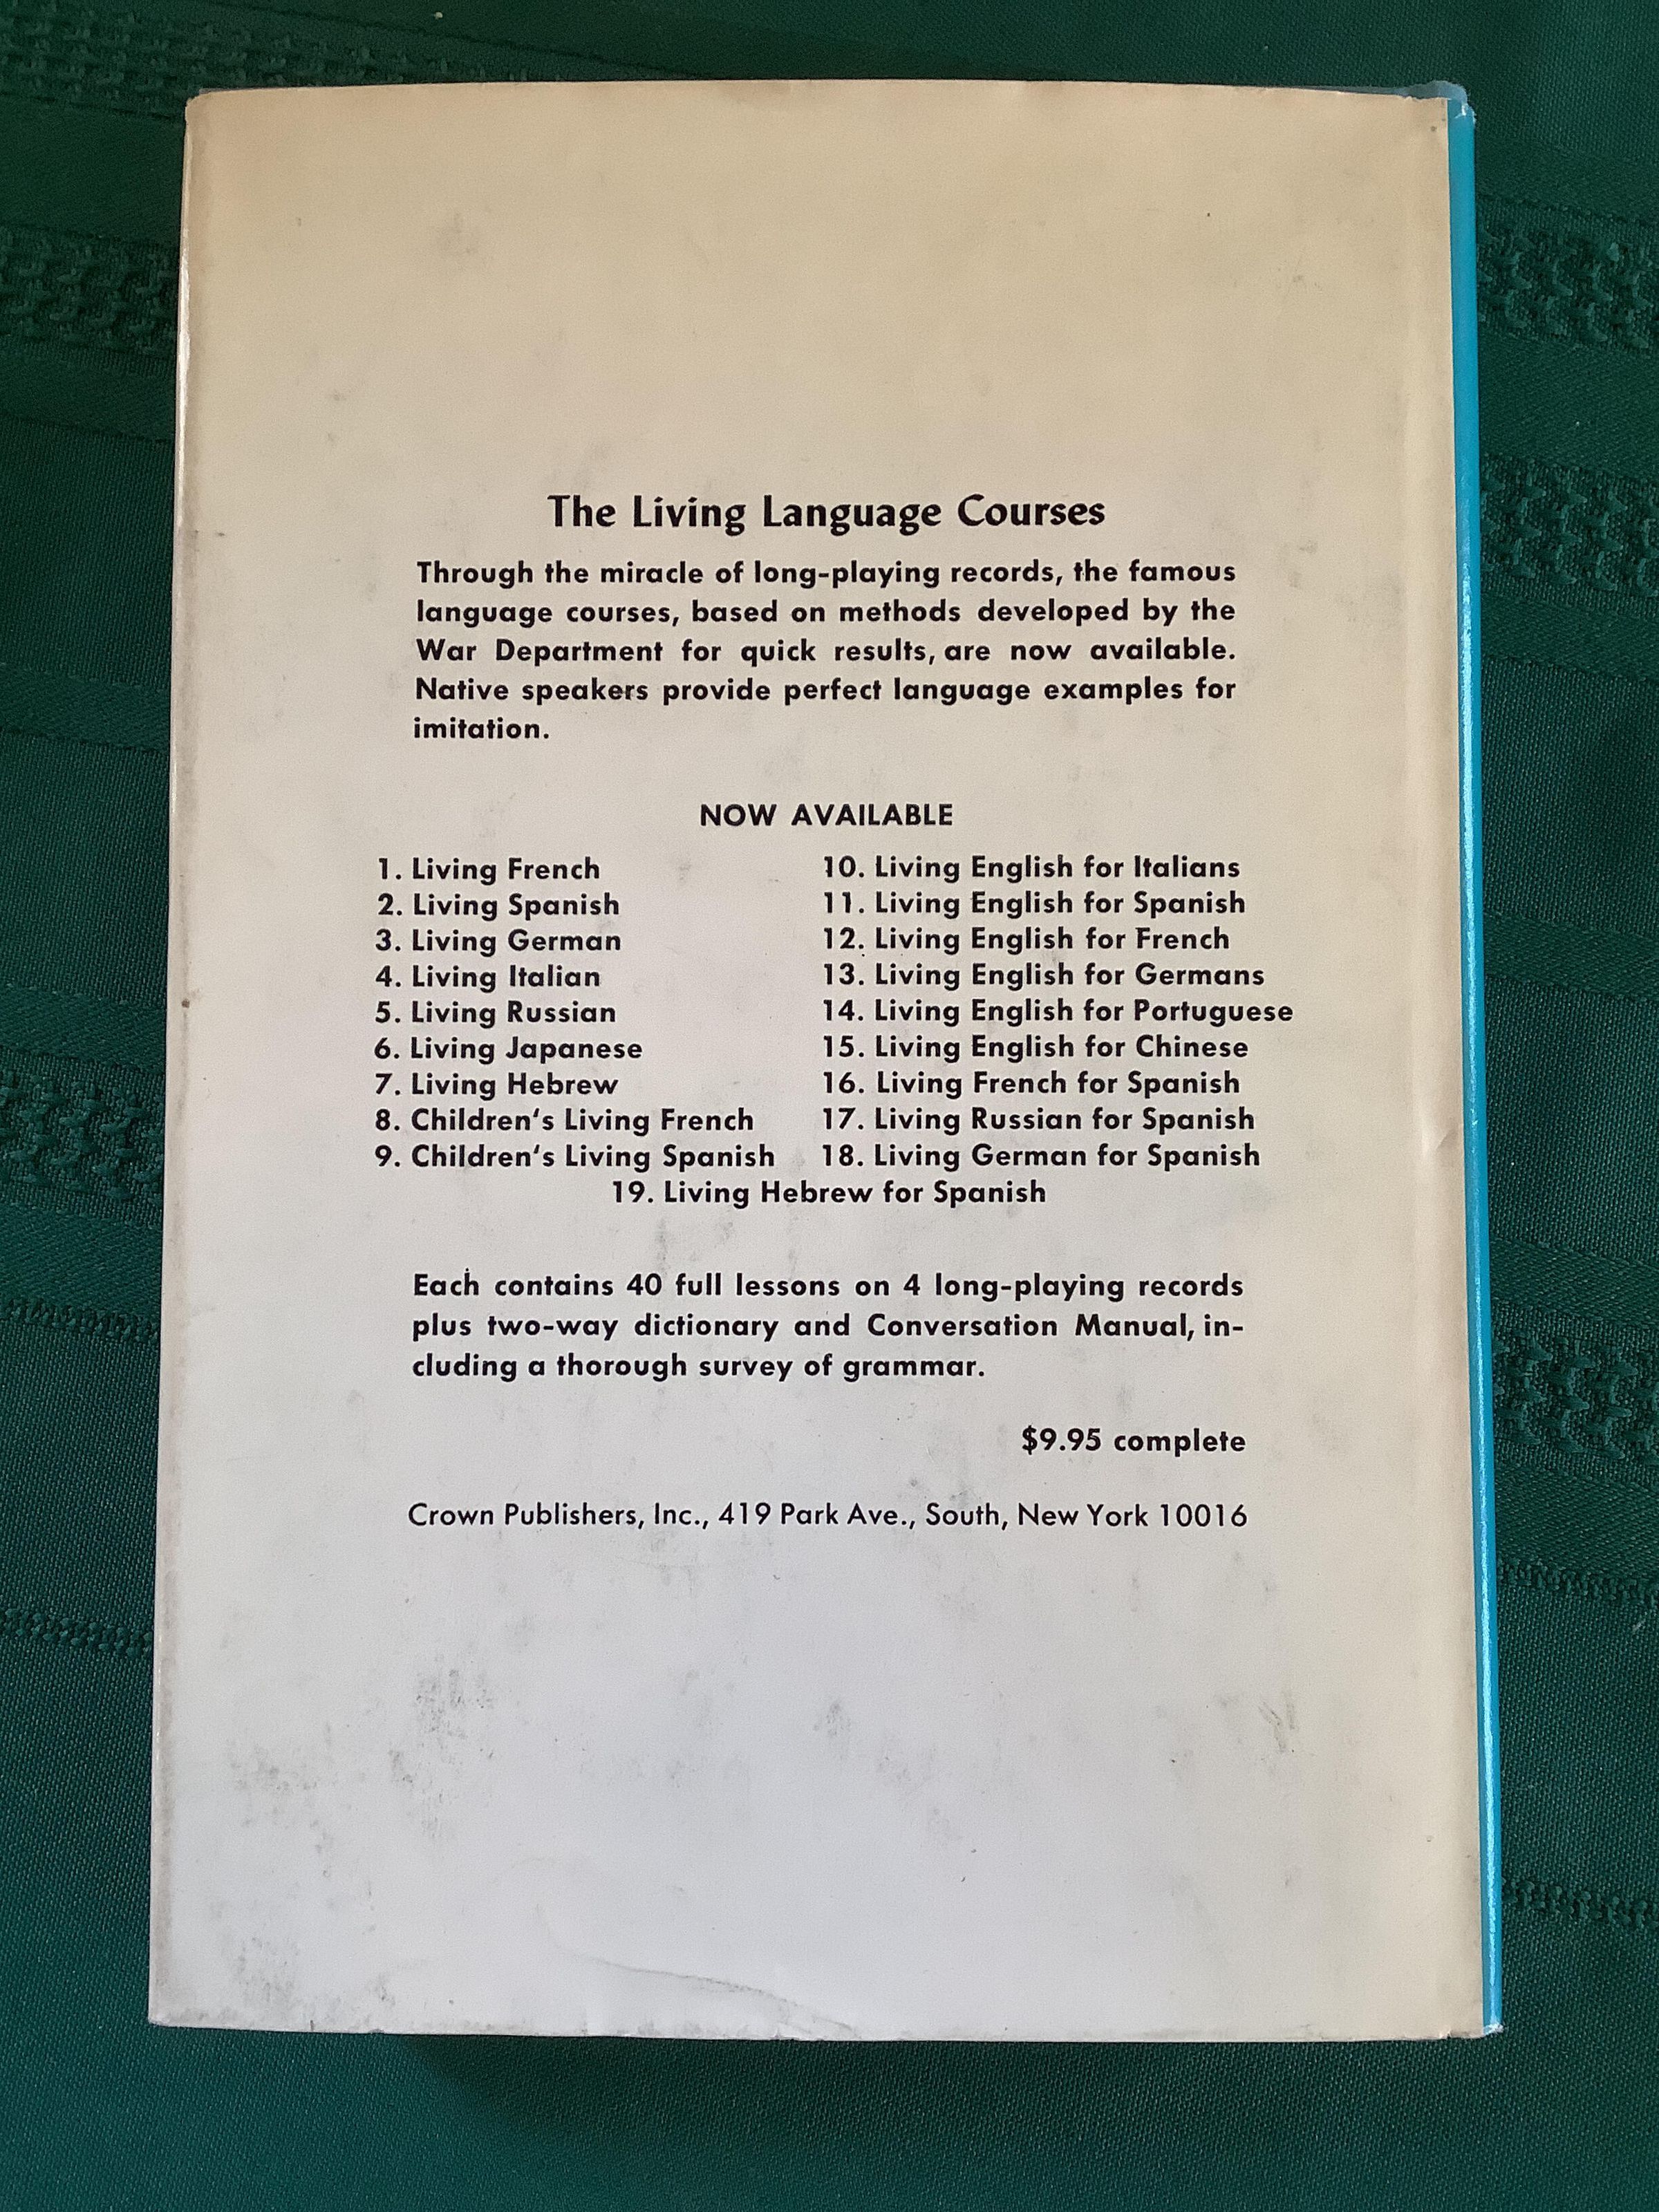 The Living Language Courses
Through the miracle of long-playing records, the famous
language courses, based on methods developed by the
War Department for quick results, are now available.
Native speakers provide perfect language examples for
imitation.
NOW AVAILABLE
1. Living French
2. Living Spanish
3. Living German
4. Living Italian
5. Living Russian
6. Living Japanese
7. Living Hebrew
8. Children's Living French
9. Children's Living Spanish
10. Living English for Italians
11. Living English for Spanish
12. Living English for French
13. Living English for Germans
14. Living English for Portuguese
15. Living English for Chinese
16. Living French for Spanish
17. Living Russian for Spanish
18. Living German for Spanish
19. Living Hebrew for Spanish
Each contains 40 full lessons on 4 long-playing records
plus two-way dictionary and Conversation Manual, in-
cluding a thorough survey of grammar.
$9.95 complete
Crown Publishers, Inc., 419 Park Ave., South, New York 10016